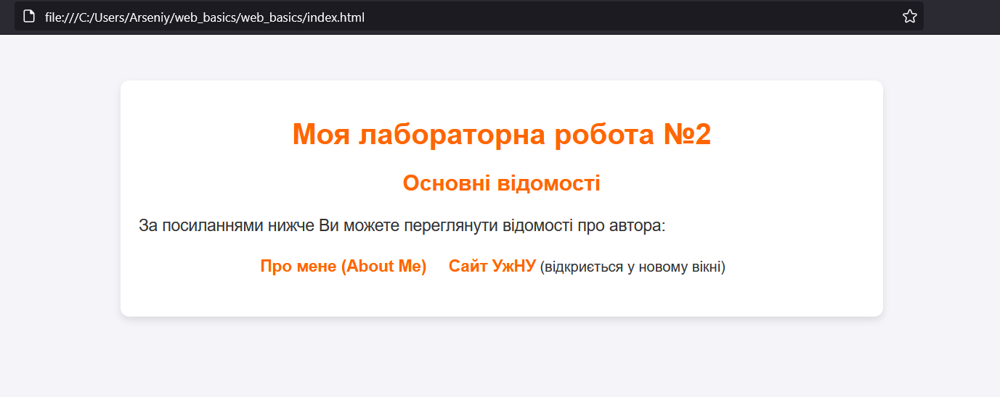 file:///C:/Users/Arseniy/web_basics/web_basics/index.html
Моя лабораторна робота №2
Основні відомості
За посиланнями нижче Ви можете переглянути відомості про автора:
Про мене (About Me) Сайт УжНУ (відкриється у новому вікні)